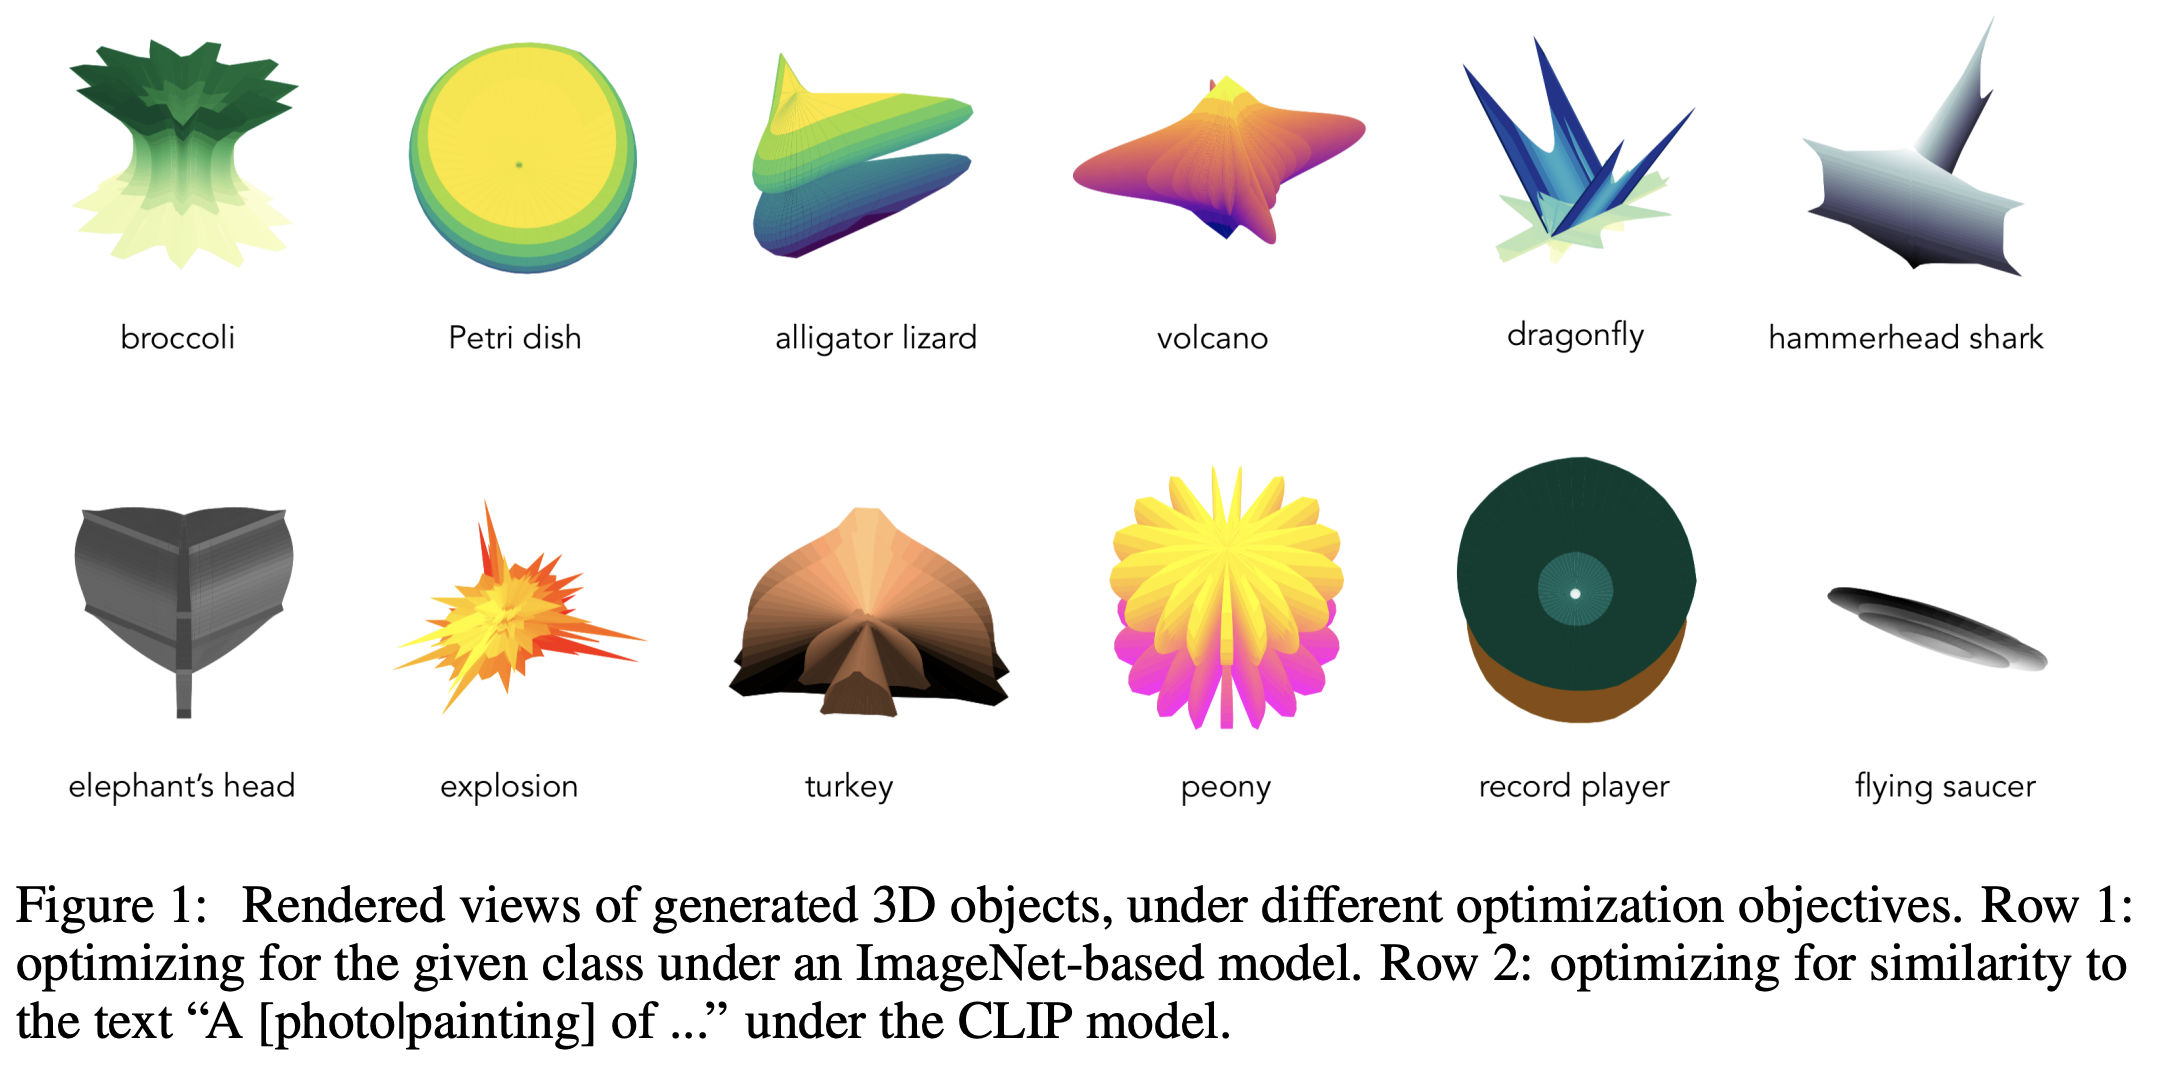 broccoli
Petri dish
alligator lizard
volcano
dragonfly
hammerhead shark
elephant’s head
explosion
turkey
peony
record player
flying saucer
Figure 1: Rendered views of generated 3D objects, under different optimization objectives. Row 1:
optimizing for the given class under an ImageNet-based model. Row 2: optimizing for similarity to
the text “A [photo|painting] of ...” under the CLIP model.